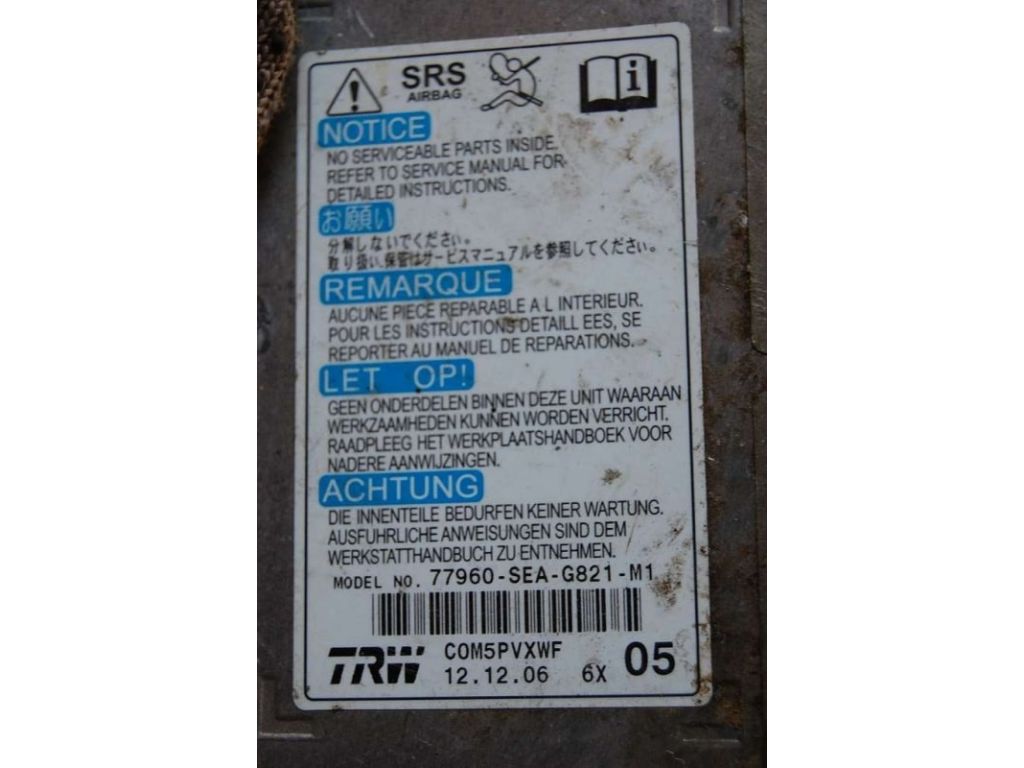 SRS
AIRBAG
i
NOTICE
NO SERVICEABLE PARTS INSIDE.
REFER TO SERVICE MANUAL FOR
DETAILED INSTRUCTIONS.
お願い
分解しないでください。
取り扱い、保管はサービスマニュアルを参照してください。
REMARQUE
AUCUNE PIECE REPARABLE A L INTERIEUR.
POUR LES INSTRUCTIONS DETAILL EES, SE
REPORTER AU MANUEL DE REPARATIONS.
LET OP!
GEEN ONDERDELEN BINNEN DEZE UNIT WAARAAN
WERKZAAMHEDEN KUNNEN WORDEN VERRICHT.
RAADPLEEG HET WERKPLAATSHANDBOEK VOOR
NADERE AANWIJZINGEN.
ACHTUNG
DIE INNENTEILE BEDURFEN KEINER WARTUNG.
AUSFUHRLICHE ANWEISUNGEN SIND DEM
WERKSTATTHANDBUCH ZU ENTNEHMEN.
MODEL NO. 77960-SEA-G821-M1
TRW COM5PVXWF
12.12.06 6X 05